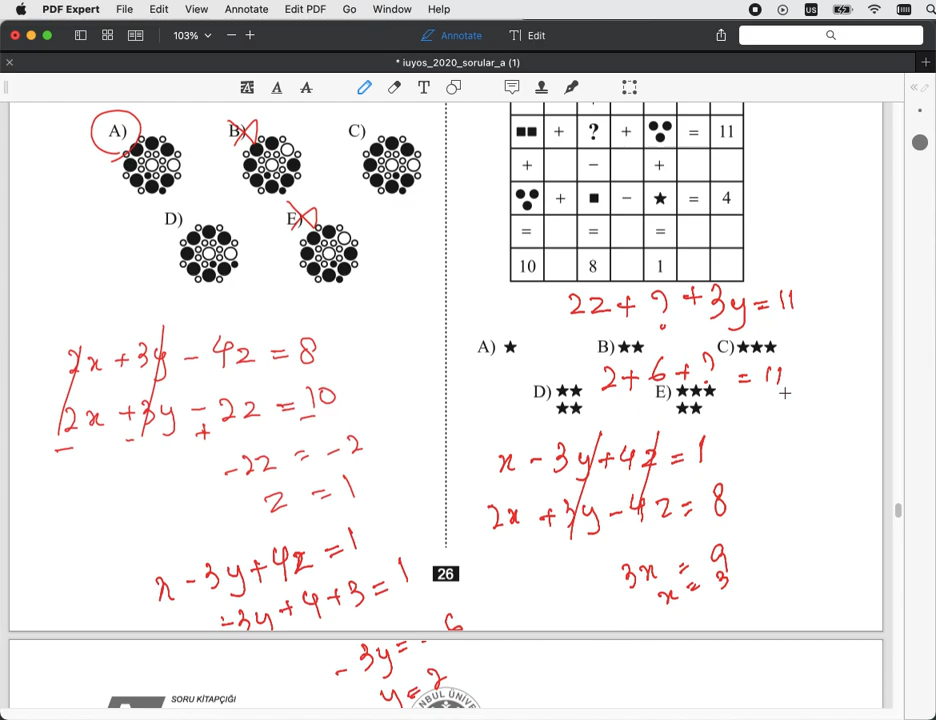 PDF Expert File Edit View Annotate Edit PDF Go Window Help US
103% Annotate Edit
* iuyos_2020_sorular_a (1)
A) B) C)
D) E)
+ ? + = 11
+ − +
+ − ★ = 4
= = =
10 8 1
22 + ? + 3y = 11
A) ★ B) ★★ C) ★★★
2 + 6 + ? = 11
D) ★★ E) ★★★
★★ ★★
2x + 3y - 4z = 8
2x + 3y - 2z = 10
- - +
-2z = -2
z = 1
x - 3y + 4z = 1
-3y + 4 + 3 = 1
-3y = - 6
y = 2
x - 3y + 4z = 1
2x + 3y - 4z = 8
3x = 9
x = 3
26
SORU KİTAPÇIĞI